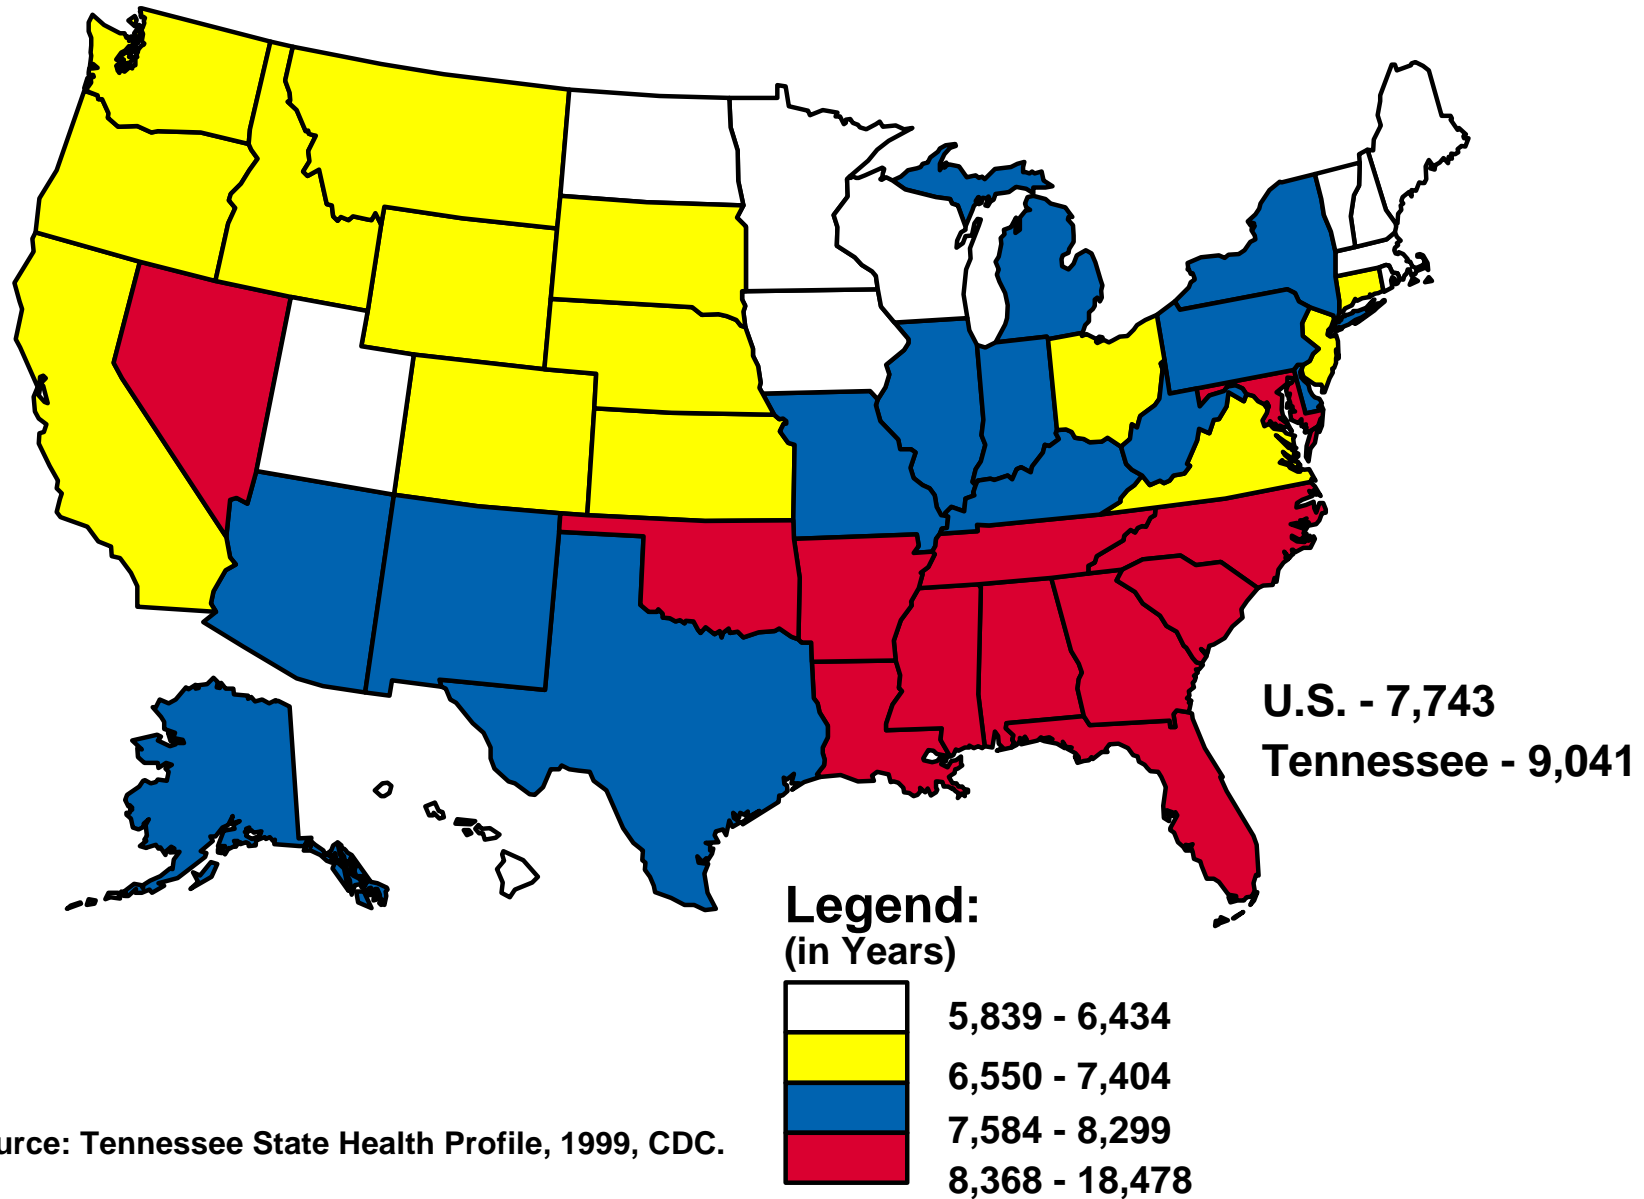 U.S. - 7,743
Tennessee - 9,041
Legend:
(in Years)
5,839 - 6,434
6,550 - 7,404
7,584 - 8,299
8,368 - 18,478
urce: Tennessee State Health Profile, 1999, CDC.